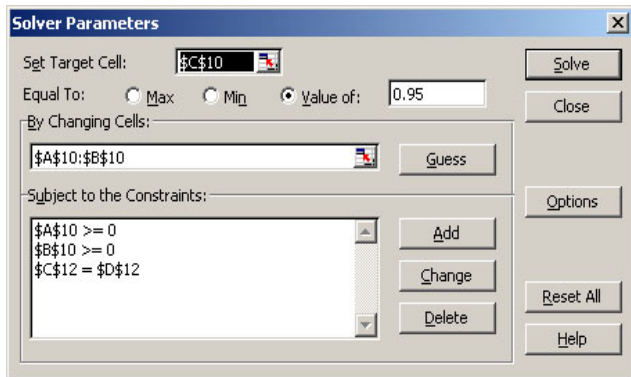 Solver Parameters
Set Target Cell: $C$10 Solve
Equal To: Max Min Value of: 0.95 Close
By Changing Cells:
$A$10:$B$10 Guess
Subject to the Constraints: Options
$A$10 >= 0 Add
$B$10 >= 0
$C$12 = $D$12 Change
Reset All
Delete
Help